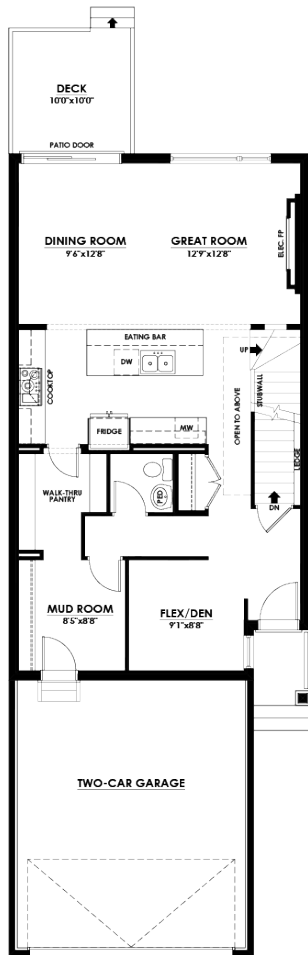 DECK
10'0"x10'0"
PATIO DOOR
DINING ROOM
9'6"x12'8"
GREAT ROOM
12'9"x12'8"
ELEC. FP
EATING BAR
DW
UP
COOKTOP
STUBWALL
OPEN TO ABOVE
FRIDGE
MW
LEDGE
WALK-THRU
PANTRY
PED
DN
MUD ROOM
8'5"x8'8"
FLEX/DEN
9'1"x8'8"
TWO-CAR GARAGE